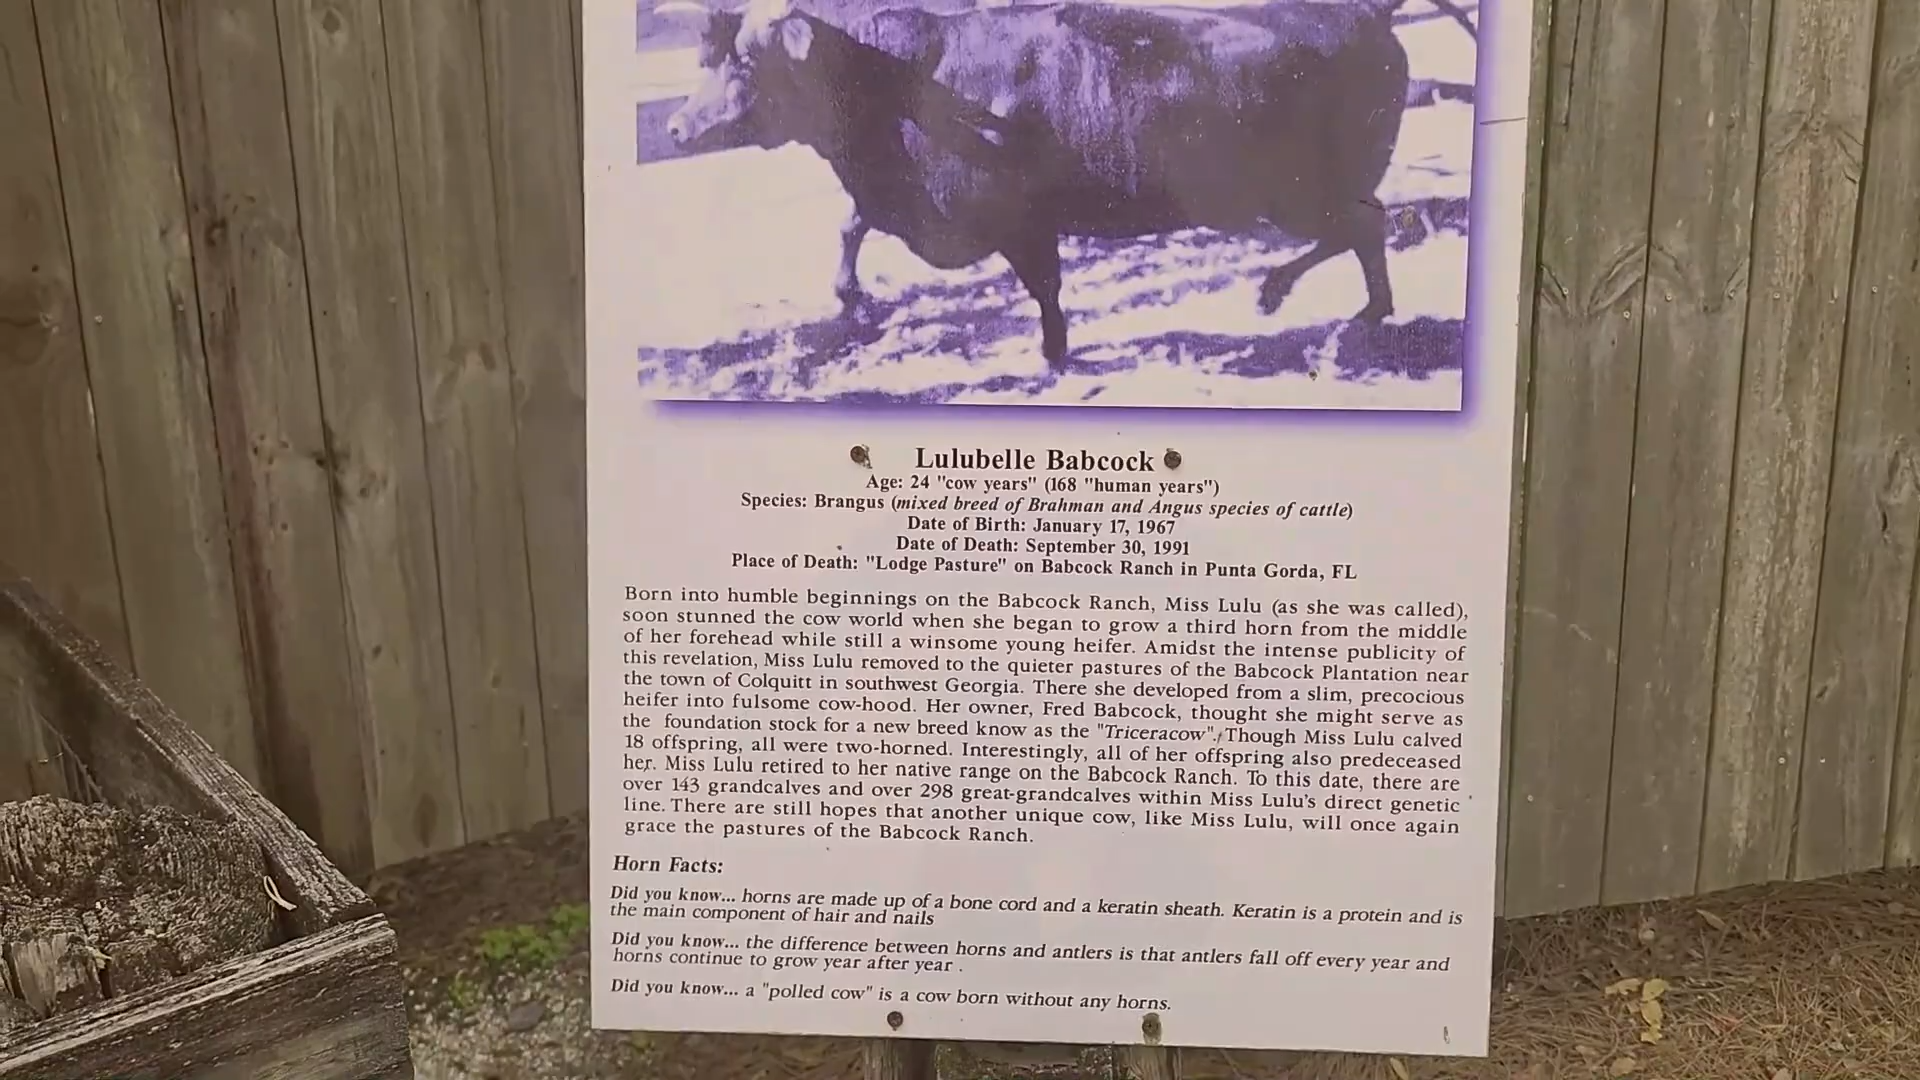 Lulubelle Babcock
Age: 24 "cow years" (168 "human years")
Species: Brangus (mixed breed of Brahman and Angus species of cattle)
Date of Birth: January 17, 1967
Date of Death: September 30, 1991
Place of Death: "Lodge Pasture" on Babcock Ranch in Punta Gorda, FL
Born into humble beginnings on the Babcock Ranch, Miss Lulu (as she was called),
soon stunned the cow world when she began to grow a third horn from the middle
of her forehead while still a winsome young heifer. Amidst the intense publicity of
this revelation, Miss Lulu removed to the quieter pastures of the Babcock Plantation near
the town of Colquitt in southwest Georgia. There she developed from a slim, precocious
heifer into fulsome cow-hood. Her owner, Fred Babcock, thought she might serve as
the foundation stock for a new breed know as the "Triceracow". Though Miss Lulu calved
18 offspring, all were two-horned. Interestingly, all of her offspring also predeceased
her. Miss Lulu retired to her native range on the Babcock Ranch. To this date, there are
over 143 grandcalves and over 298 great-grandcalves within Miss Lulu's direct genetic
line. There are still hopes that another unique cow, like Miss Lulu, will once again
grace the pastures of the Babcock Ranch.
Horn Facts:
Did you know... horns are made up of a bone cord and a keratin sheath. Keratin is a protein and is
the main component of hair and nails
Did you know... the difference between horns and antlers is that antlers fall off every year and
horns continue to grow year after year .
Did you know... a "polled cow" is a cow born without any horns.